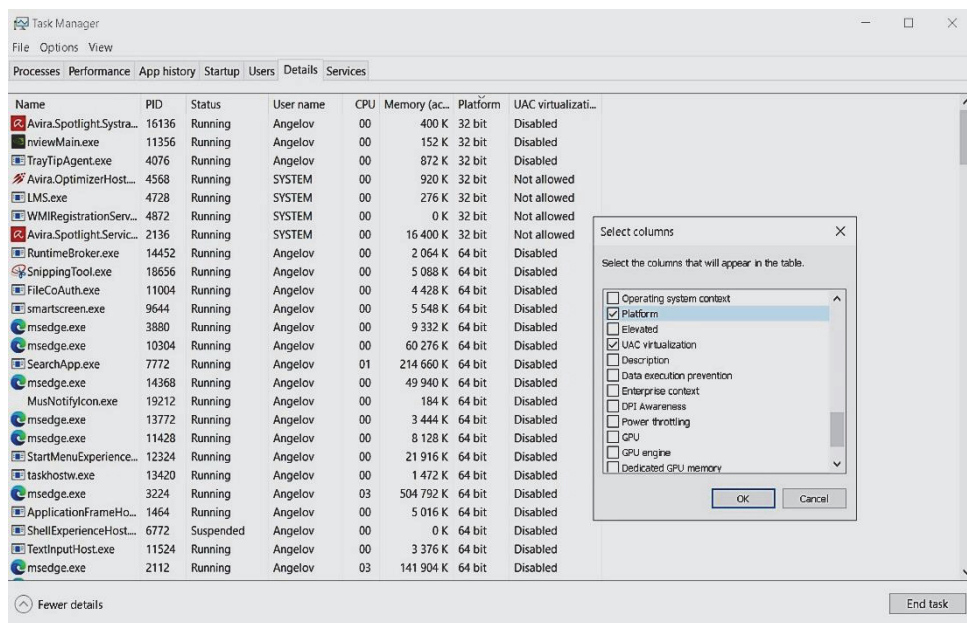 Task Manager
File Options View
Processes Performance App history Startup Users Details Services
Name PID Status User name CPU Memory (ac... Platform UAC virtualizati...
Avira.Spotlight.Systra... 16136 Running Angelov 00 400 K 32 bit Disabled
nviewMain.exe 11356 Running Angelov 00 152 K 32 bit Disabled
TrayTipAgent.exe 4076 Running Angelov 00 872 K 32 bit Disabled
Avira.OptimizerHost.... 4568 Running SYSTEM 00 920 K 32 bit Not allowed
LMS.exe 4728 Running SYSTEM 00 276 K 32 bit Not allowed
WMIRegistrationServ... 4872 Running SYSTEM 00 0 K 32 bit Not allowed
Avira.Spotlight.Servic... 2136 Running SYSTEM 00 16 400 K 32 bit Not allowed
RuntimeBroker.exe 14452 Running Angelov 00 2 064 K 64 bit Disabled
SnippingTool.exe 18656 Running Angelov 00 5 088 K 64 bit Disabled
FileCoAuth.exe 11004 Running Angelov 00 4 428 K 64 bit Disabled
smartscreen.exe 9644 Running Angelov 00 5 548 K 64 bit Disabled
msedge.exe 3880 Running Angelov 00 9 332 K 64 bit Disabled
msedge.exe 10304 Running Angelov 00 60 276 K 64 bit Disabled
SearchApp.exe 7772 Running Angelov 01 214 660 K 64 bit Disabled
msedge.exe 14368 Running Angelov 00 49 940 K 64 bit Disabled
MusNotifyIcon.exe 19212 Running Angelov 00 184 K 64 bit Disabled
msedge.exe 13772 Running Angelov 00 3 444 K 64 bit Disabled
msedge.exe 11428 Running Angelov 00 8 128 K 64 bit Disabled
StartMenuExperience... 12324 Running Angelov 00 21 916 K 64 bit Disabled
taskhostw.exe 13420 Running Angelov 00 1 472 K 64 bit Disabled
msedge.exe 3224 Running Angelov 03 504 792 K 64 bit Disabled
ApplicationFrameHo... 1464 Running Angelov 00 5 016 K 64 bit Disabled
ShellExperienceHost.... 6772 Suspended Angelov 00 0 K 64 bit Disabled
TextInputHost.exe 11524 Running Angelov 00 3 376 K 64 bit Disabled
msedge.exe 2112 Running Angelov 03 141 904 K 64 bit Disabled
Select columns
Select the columns that will appear in the table.
Operating system context
Platform
Elevated
UAC virtualization
Description
Data execution prevention
Enterprise context
DPI Awareness
Power throttling
GPU
GPU engine
Dedicated GPU memory
OK Cancel
Fewer details
End task